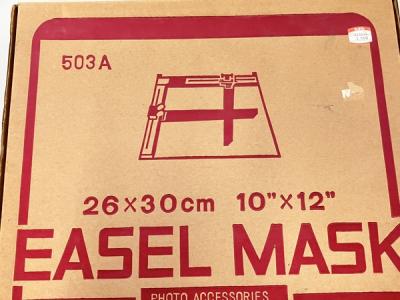 503A
26×30cm 10"×12"
EASEL MASK
PHOTO ACCESSORIES